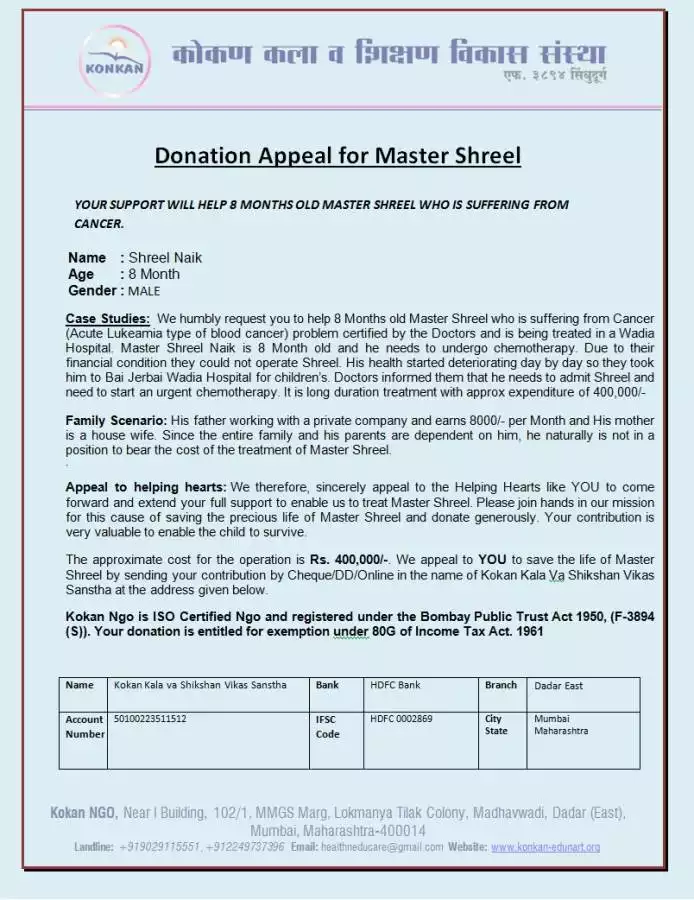 KONKAN
कोकण कला व शिक्षण विकास संस्था
एफ. ३८९४ सिंधुदूर्ग
Donation Appeal for Master Shreel
YOUR SUPPORT WILL HELP 8 MONTHS OLD MASTER SHREEL WHO IS SUFFERING FROM
CANCER.
Name : Shreel Naik
Age : 8 Month
Gender : MALE
Case Studies: We humbly request you to help 8 Months old Master Shreel who is suffering from Cancer
(Acute Lukeamia type of blood cancer) problem certified by the Doctors and is being treated in a Wadia
Hospital. Master Shreel Naik is 8 Month old and he needs to undergo chemotherapy. Due to their
financial condition they could not operate Shreel. His health started deteriorating day by day so they took
him to Bai Jerbai Wadia Hospital for children's. Doctors informed them that he needs to admit Shreel and
need to start an urgent chemotherapy. It is long duration treatment with approx expenditure of 400,000/-
Family Scenario: His father working with a private company and earns 8000/- per Month and His mother
is a house wife. Since the entire family and his parents are dependent on him, he naturally is not in a
position to bear the cost of the treatment of Master Shreel.
.
Appeal to helping hearts: We therefore, sincerely appeal to the Helping Hearts like YOU to come
forward and extend your full support to enable us to treat Master Shreel. Please join hands in our mission
for this cause of saving the precious life of Master Shreel and donate generously. Your contribution is
very valuable to enable the child to survive.
The approximate cost for the operation is Rs. 400,000/-. We appeal to YOU to save the life of Master
Shreel by sending your contribution by Cheque/DD/Online in the name of Kokan Kala Va Shikshan Vikas
Sanstha at the address given below.
Kokan Ngo is ISO Certified Ngo and registered under the Bombay Public Trust Act 1950, (F-3894
(S)). Your donation is entitled for exemption under 80G of Income Tax Act. 1961
Name Kokan Kala va Shikshan Vikas Sanstha Bank HDFC Bank Branch Dadar East
Account 50100223511512 IFSC HDFC 0002869 City Mumbai
Number Code State Maharashtra
Kokan NGO, Near I Building, 102/1, MMGS Marg, Lokmanya Tilak Colony, Madhavwadi, Dadar (East),
Mumbai, Maharashtra-400014
Landline: +919029115551, +912249737396 Email: healthneducare@gmail.com Website: www.konkan-edunart.org